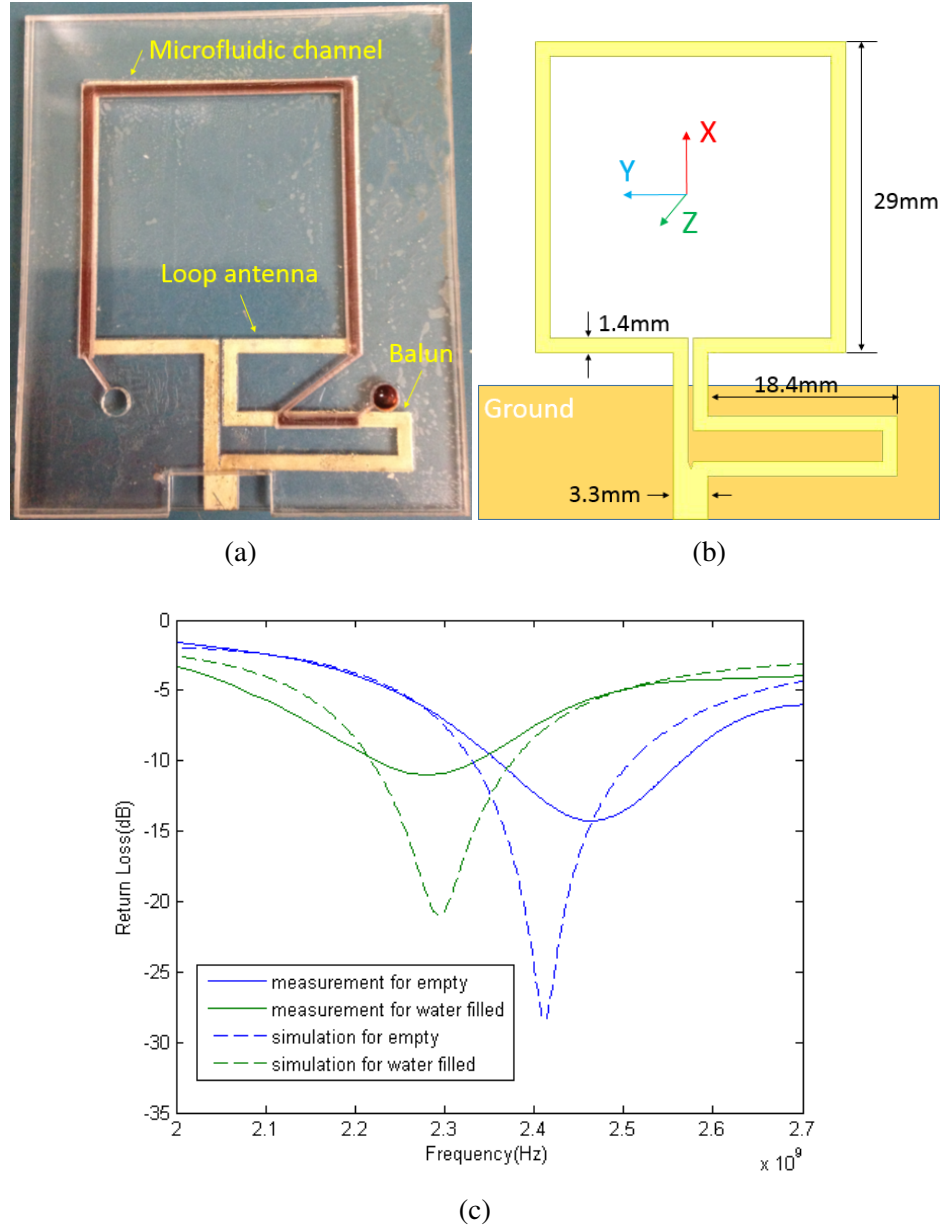 Microfluidic channel
Loop antenna
Balun
(a)
X
Y
Z
29mm
1.4mm
18.4mm
Ground
3.3mm
(b)
0
-5
-10
-15
-20
-25
-30
-35
Return Loss(dB)
measurement for empty
measurement for water filled
simulation for empty
simulation for water filled
2 2.1 2.2 2.3 2.4 2.5 2.6 2.7
Frequency(Hz)
x 10⁹
(c)